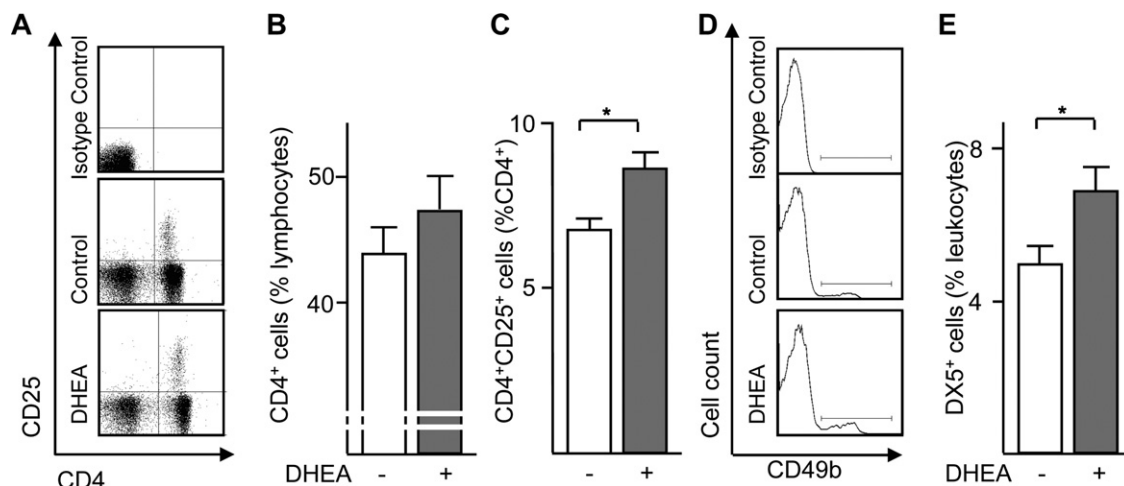 A
B
C
D
E
CD25
Isotype Control
Control
DHEA
CD4
CD4⁺ cells (% lymphocytes)
50
40
DHEA - +
CD4⁺CD25⁺ cells (%CD4⁺)
10
5
*
- +
Cell count
Isotype Control
Control
DHEA
CD49b
DX5⁺ cells (% leukocytes)
8
4
*
DHEA - +